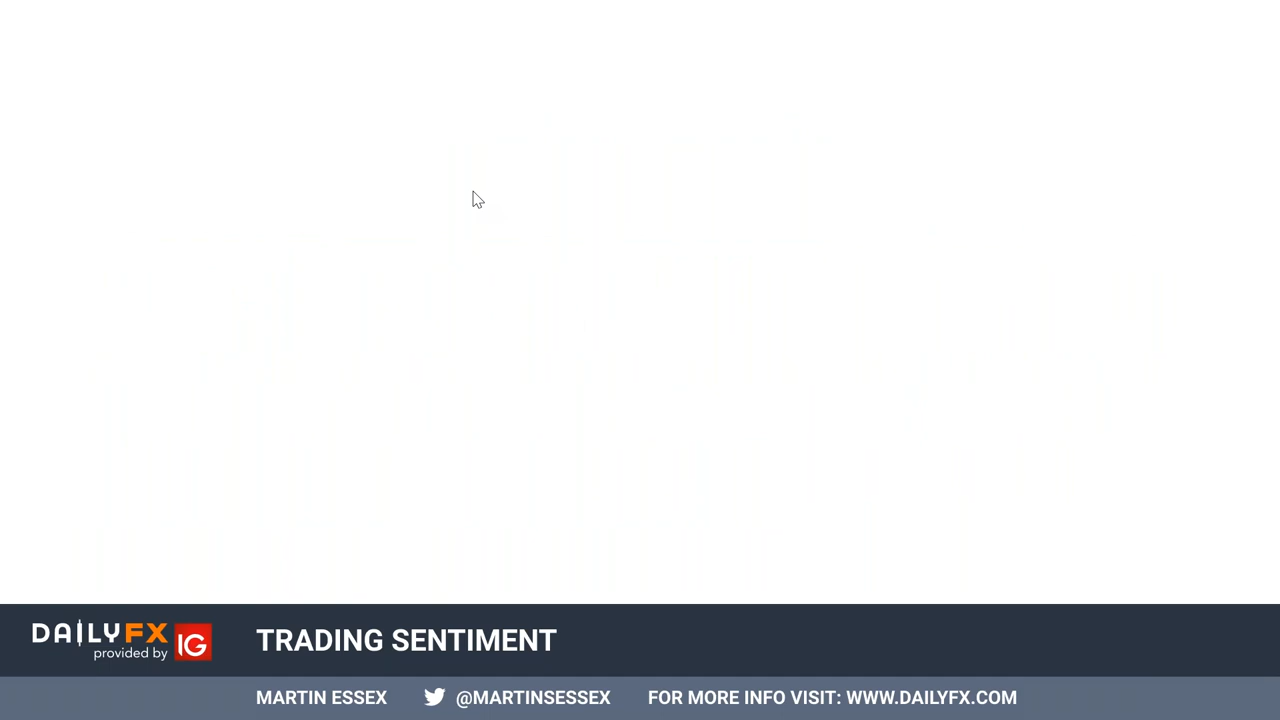 DAILYFX
provided by IG
TRADING SENTIMENT
MARTIN ESSEX @MARTINSESSEX FOR MORE INFO VISIT: WWW.DAILYFX.COM